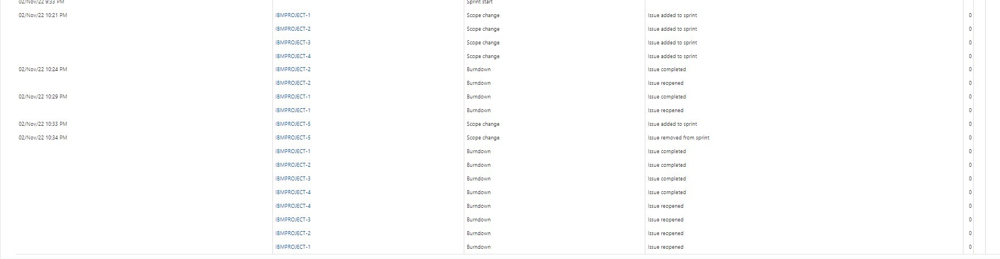 02/Nov/22 9:33 PM Sprint start
02/Nov/22 10:21 PM IBMPROJECT-1 Scope change Issue added to sprint 0
IBMPROJECT-2 Scope change Issue added to sprint 0
IBMPROJECT-3 Scope change Issue added to sprint 0
IBMPROJECT-4 Scope change Issue added to sprint 0
02/Nov/22 10:24 PM IBMPROJECT-2 Burndown Issue completed 0
IBMPROJECT-2 Burndown Issue reopened 0
02/Nov/22 10:29 PM IBMPROJECT-1 Burndown Issue completed 0
IBMPROJECT-1 Burndown Issue reopened 0
02/Nov/22 10:33 PM IBMPROJECT-5 Scope change Issue added to sprint 0
02/Nov/22 10:34 PM IBMPROJECT-5 Scope change Issue removed from sprint 0
IBMPROJECT-1 Burndown Issue completed 0
IBMPROJECT-2 Burndown Issue completed 0
IBMPROJECT-3 Burndown Issue completed 0
IBMPROJECT-4 Burndown Issue completed 0
IBMPROJECT-4 Burndown Issue reopened 0
IBMPROJECT-3 Burndown Issue reopened 0
IBMPROJECT-2 Burndown Issue reopened 0
IBMPROJECT-1 Burndown Issue reopened 0